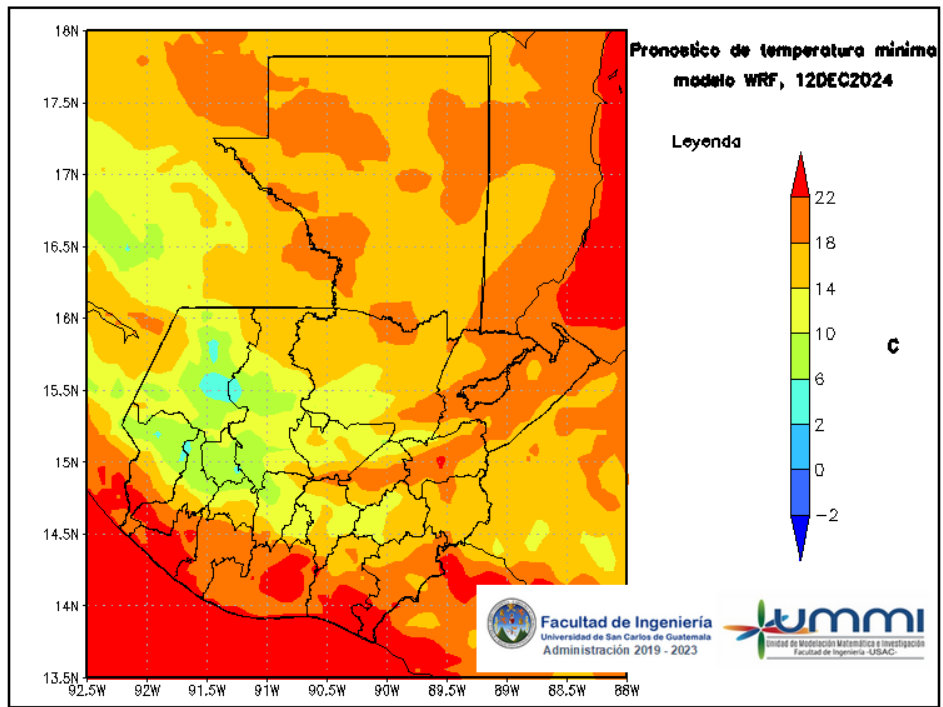 Pronostico de temperatura minima
modelo WRF, 12DEC2024
Leyenda
22
18
14
10
6
2
0
−2
C
18N
17.5N
17N
16.5N
16N
15.5N
15N
14.5N
14N
13.5N
92.5W 92W 91.5W 91W 90.5W 90W 89.5W 89W 88.5W 88W
Facultad de Ingeniería
Universidad de San Carlos de Guatemala
Administración 2019 - 2023
ummi
Unidad de Modelación Matemática e Investigación
Facultad de Ingeniería -USAC-